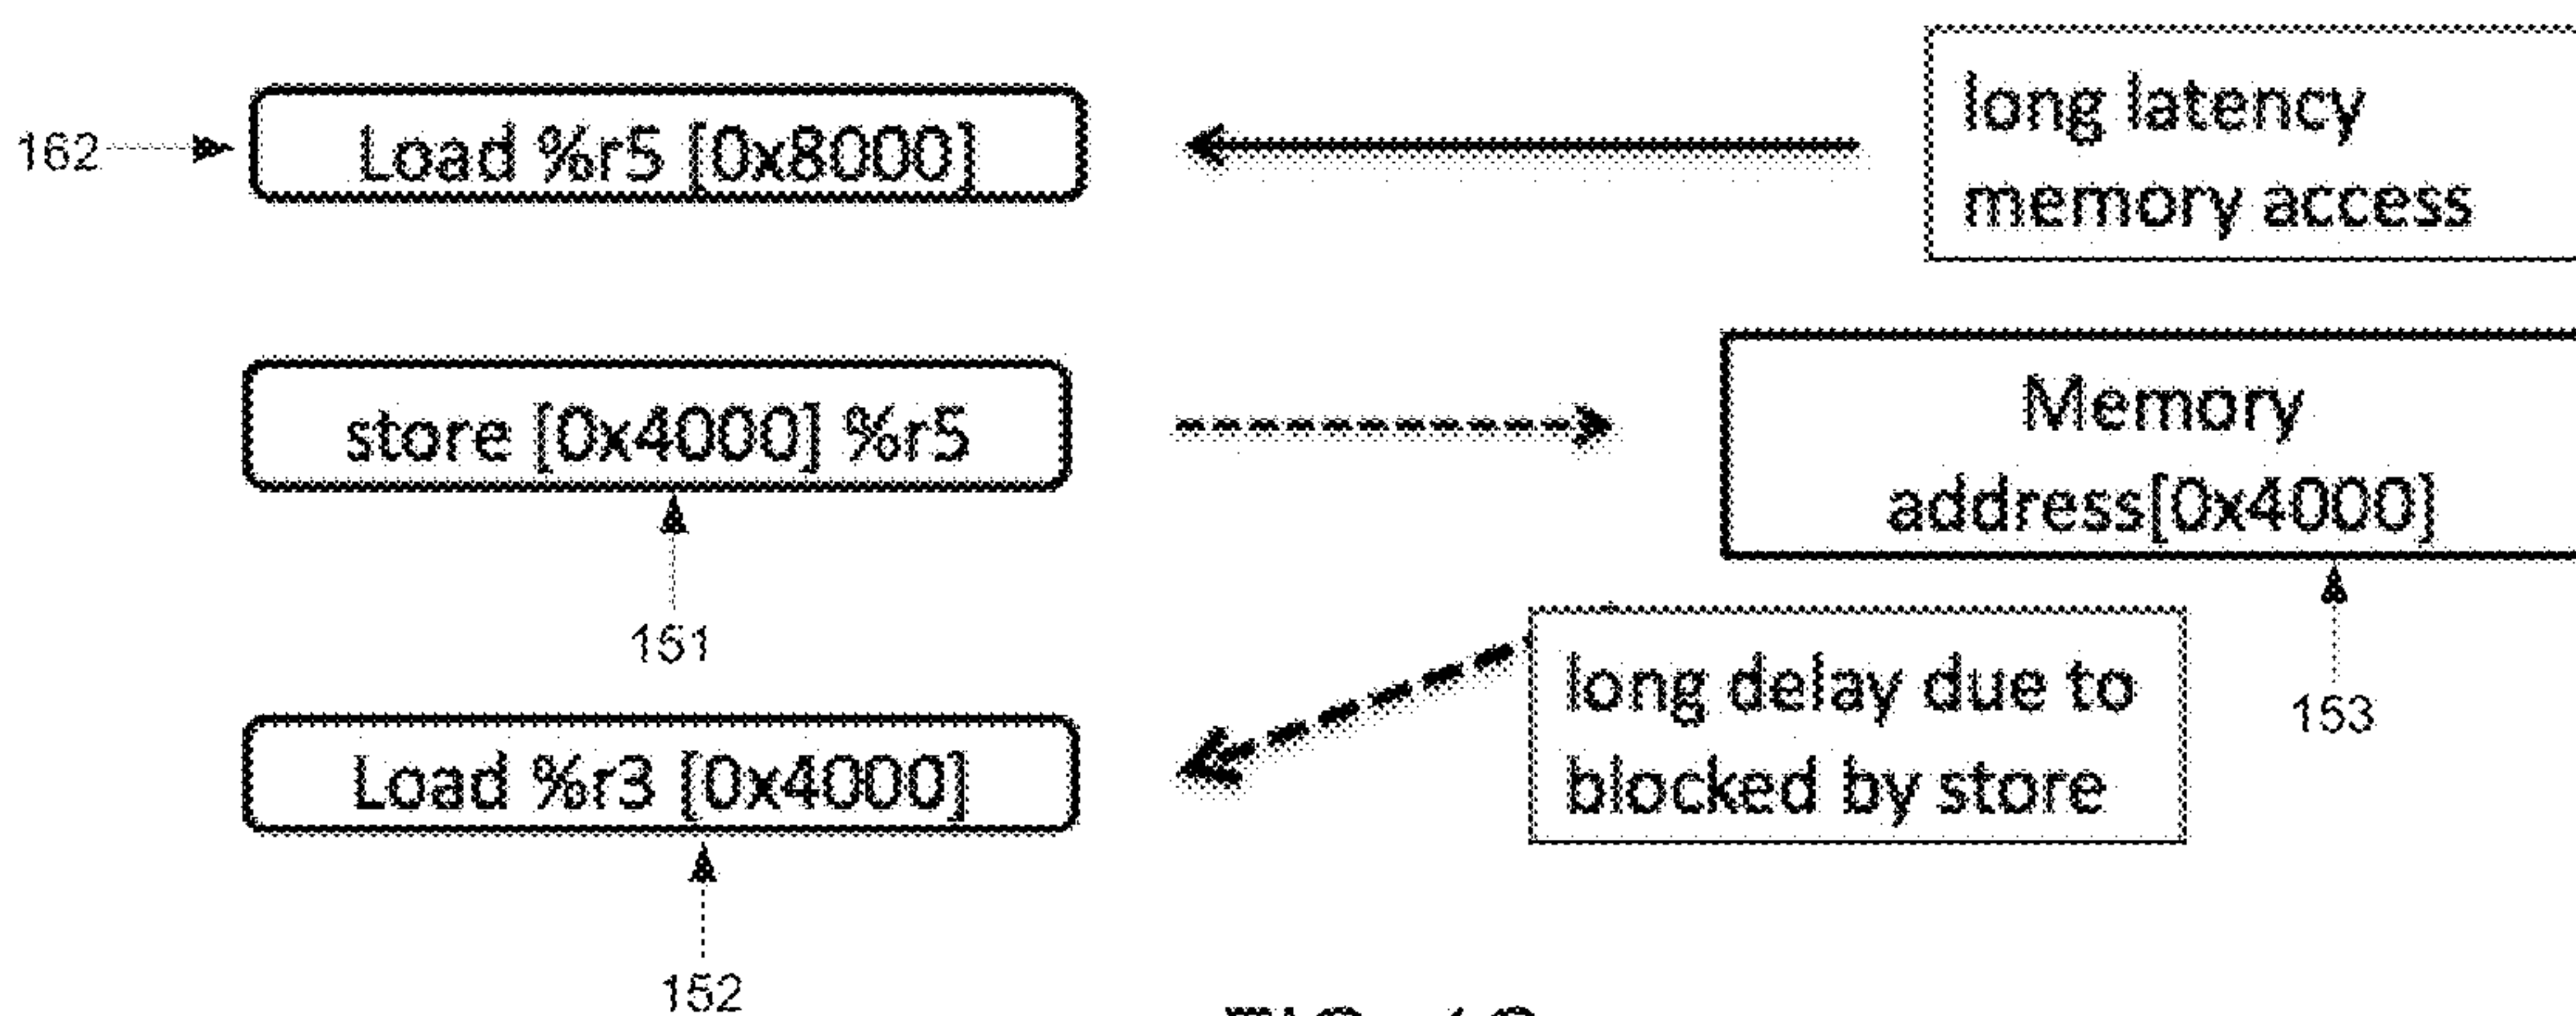 162
Load %r5 [0x8000]
long latency
memory access
store [0x4000] %r5
Memory
address[0x4000]
151
153
long delay due to
blocked by store
Load %r3 [0x4000]
152